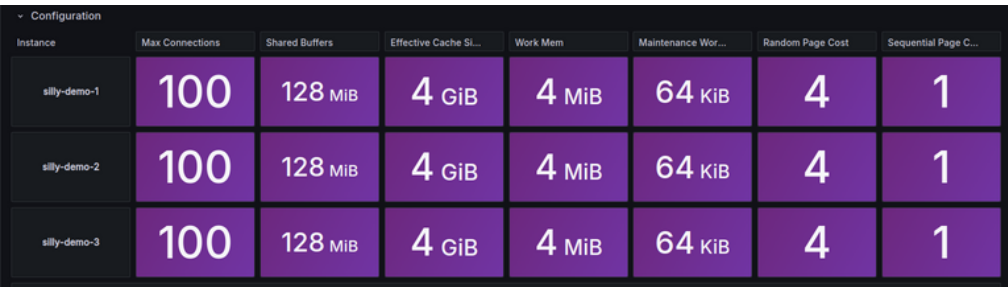 Configuration
Instance Max Connections Shared Buffers Effective Cache Si... Work Mem Maintenance Wor... Random Page Cost Sequential Page C...
silly-demo-1 100 128 MiB 4 GiB 4 MiB 64 KiB 4 1
silly-demo-2 100 128 MiB 4 GiB 4 MiB 64 KiB 4 1
silly-demo-3 100 128 MiB 4 GiB 4 MiB 64 KiB 4 1